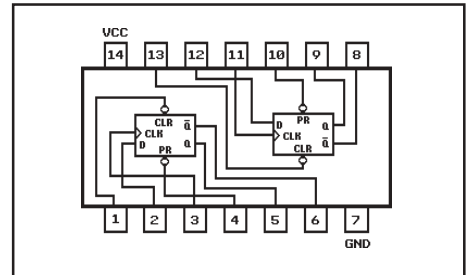 VCC
14 13 12 11 10 9 8
CLR Q̅ PR
D Q
CLK CLK
D Q Q̅
PR CLR
1 2 3 4 5 6 7
GND